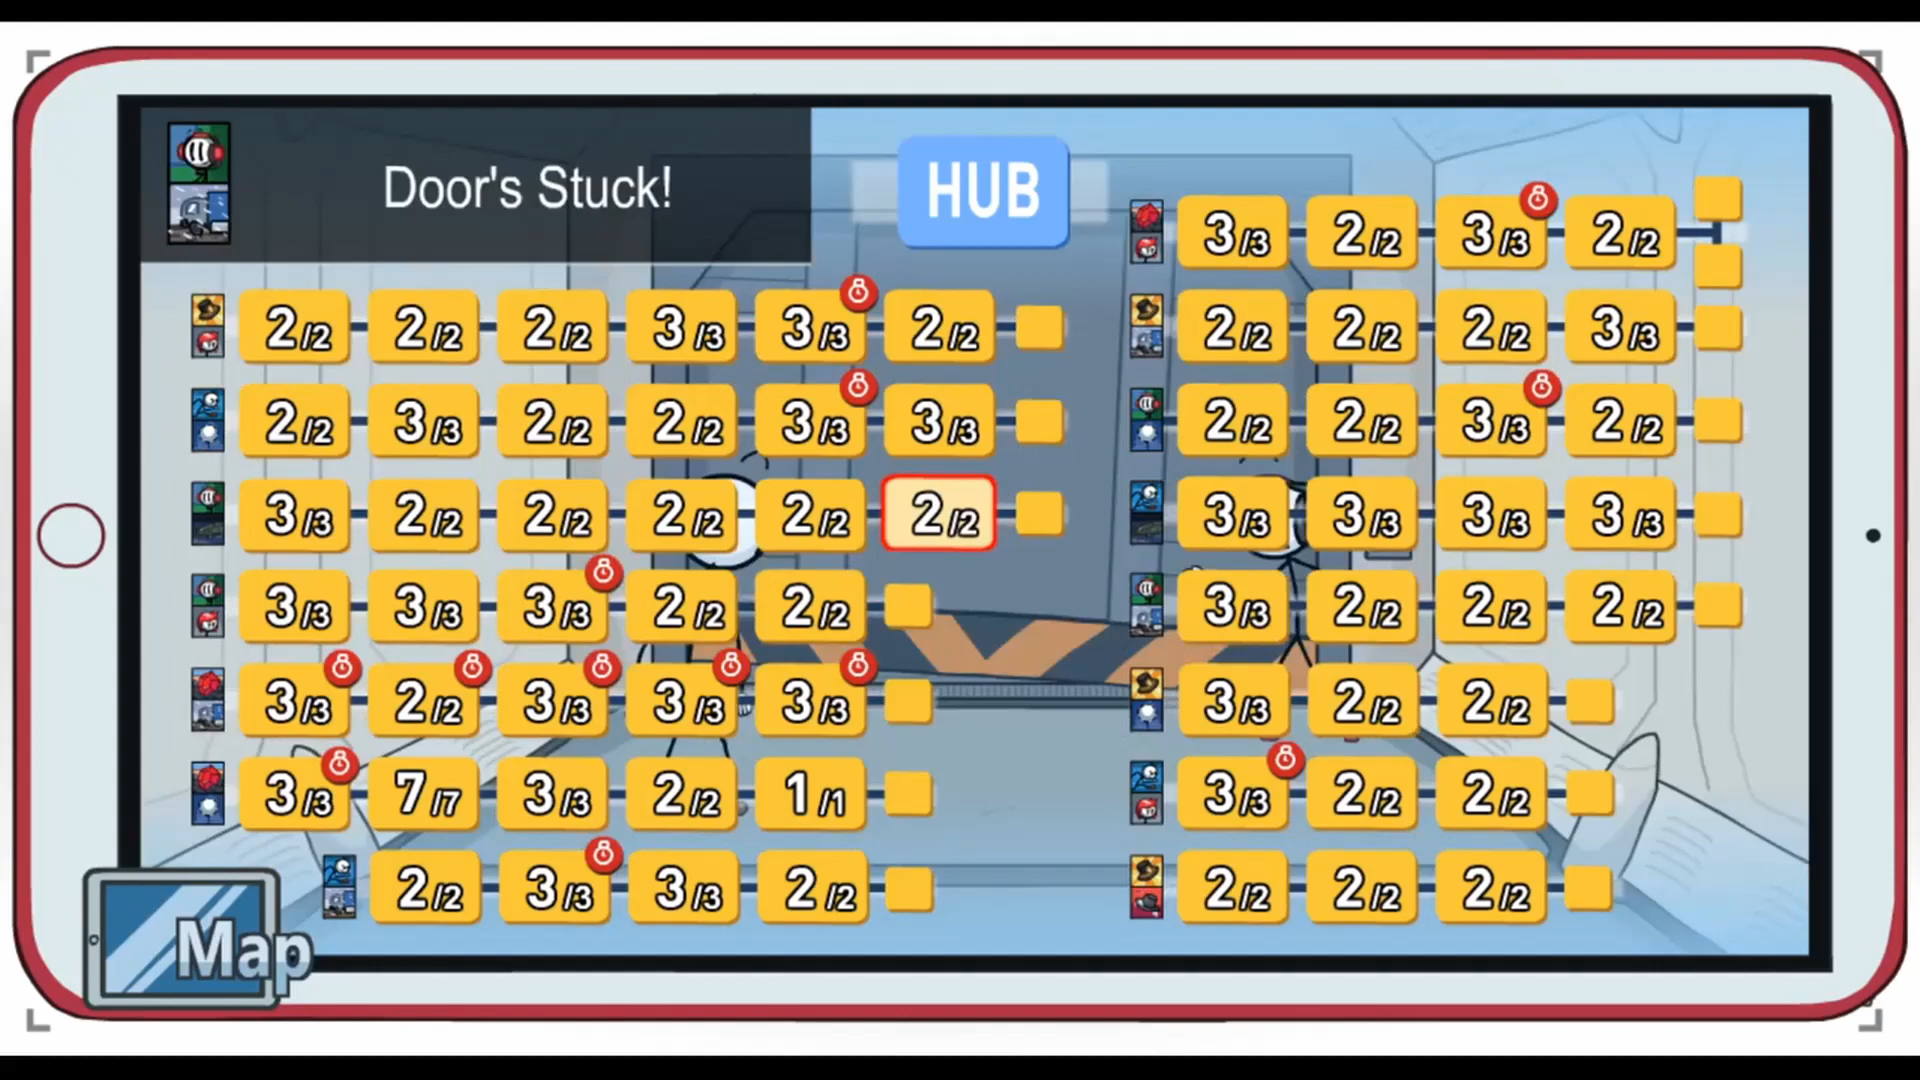 Door's Stuck!
HUB
3/3 2/2 3/3 2/2
2/2 2/2 2/2 3/3 3/3 2/2
2/2 2/2 2/2 3/3
2/2 3/3 2/2 2/2 3/3 3/3
2/2 2/2 3/3 2/2
3/3 2/2 2/2 2/2 2/2 2/2
3/3 3/3 3/3 3/3
3/3 3/3 3/3 2/2 2/2
3/3 2/2 2/2 2/2
3/3 2/2 3/3 3/3 3/3
3/3 2/2 2/2
3/3 7/7 3/3 2/2 1/1
3/3 2/2 2/2
2/2 3/3 3/3 2/2
2/2 2/2 2/2
Map